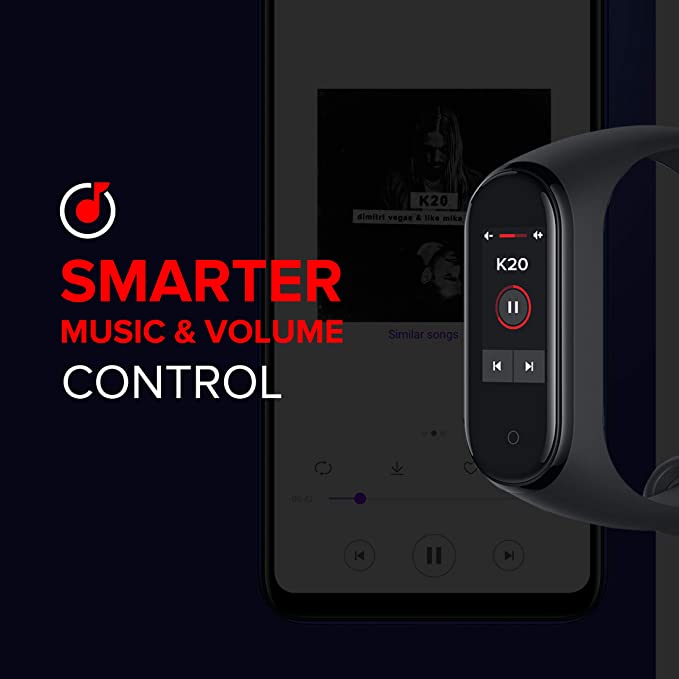 SMARTER
MUSIC & VOLUME
CONTROL
K20
dimitri vegas & like mike
Similar songs
K20